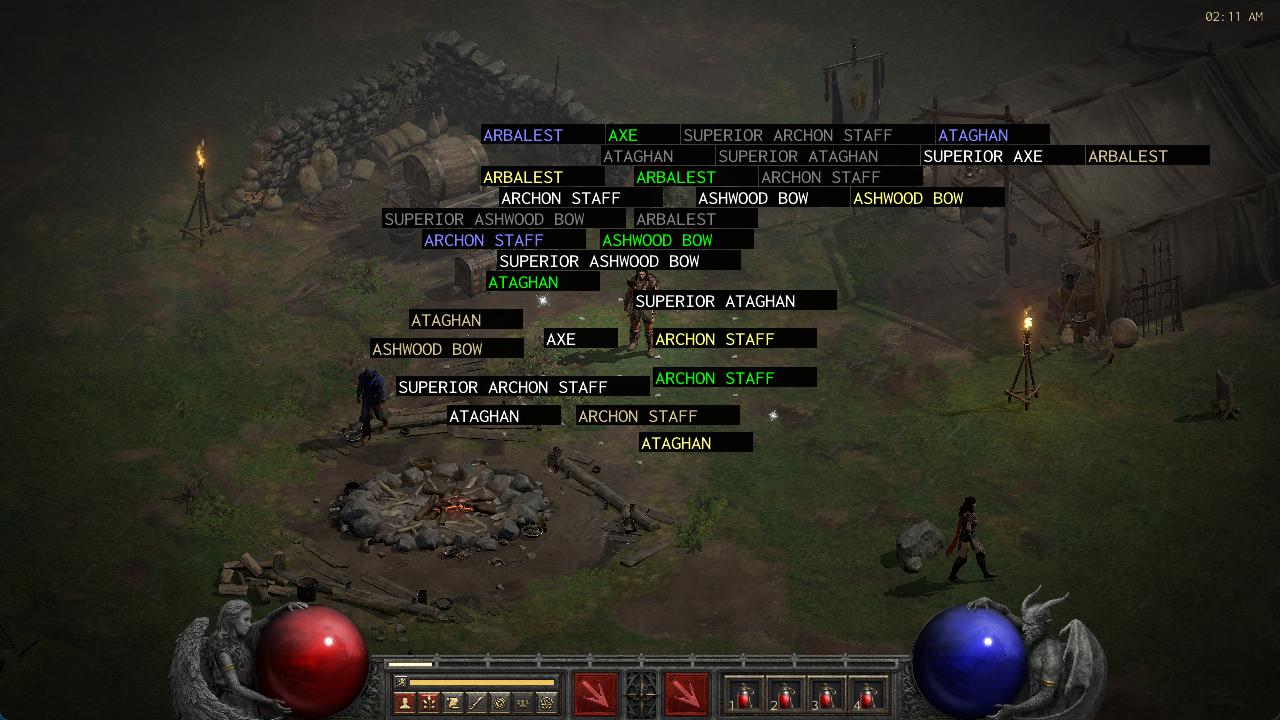 02:11 AM
ARBALEST AXE SUPERIOR ARCHON STAFF ATAGHAN
ATAGHAN SUPERIOR ATAGHAN SUPERIOR AXE ARBALEST
ARBALEST ARBALEST ARCHON STAFF
ARCHON STAFF ASHWOOD BOW ASHWOOD BOW
SUPERIOR ASHWOOD BOW ARBALEST
ARCHON STAFF ASHWOOD BOW
SUPERIOR ASHWOOD BOW
ATAGHAN
SUPERIOR ATAGHAN
ATAGHAN
AXE ARCHON STAFF
ASHWOOD BOW
ARCHON STAFF
SUPERIOR ARCHON STAFF
ATAGHAN ARCHON STAFF
ATAGHAN
1 2 3 4